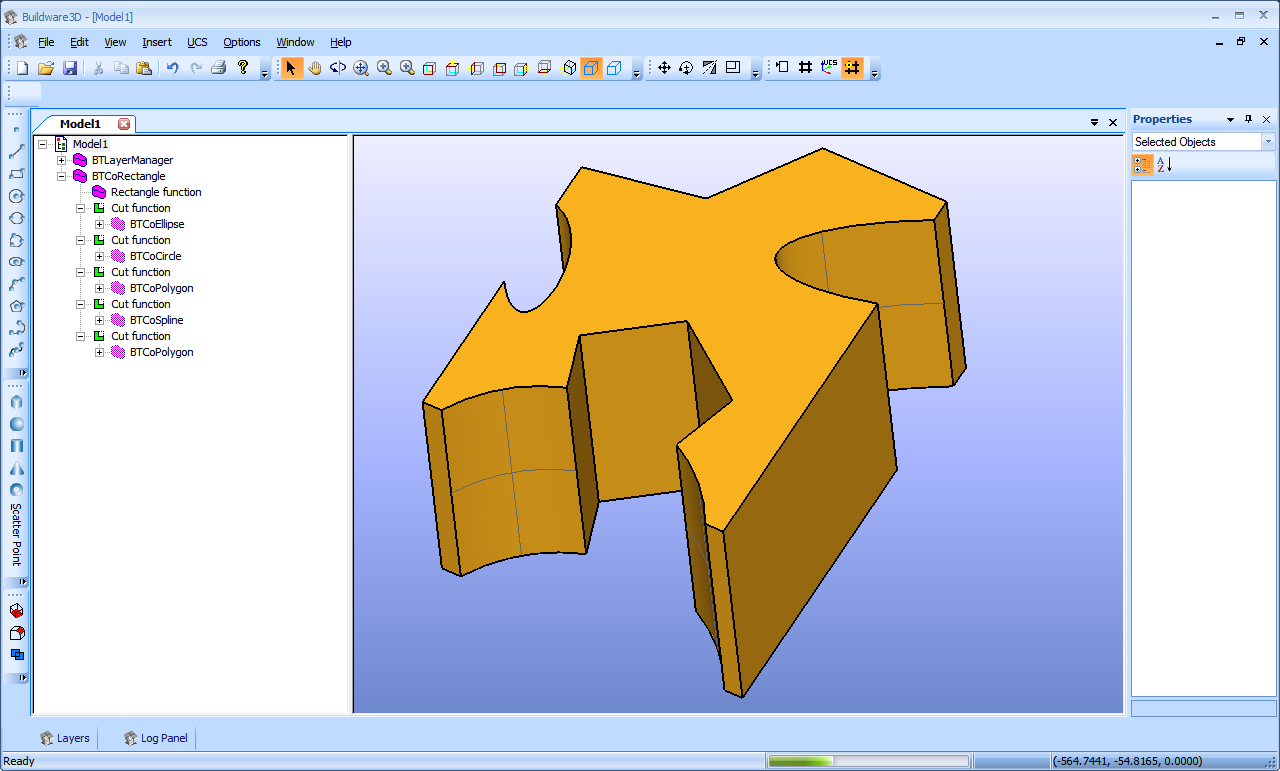 Buildware3D - [Model1]
File Edit View Insert UCS Options Window Help
UCS
Model1
Properties
Model1
BTLayerManager
BTCoRectangle
Rectangle function
Cut function
BTCoEllipse
Cut function
BTCoCircle
Cut function
BTCoPolygon
Cut function
BTCoSpline
Cut function
BTCoPolygon
Selected Objects
A
Z
Scatter Point
Layers Log Panel
Ready
(-564.7441, -54.8165, 0.0000)